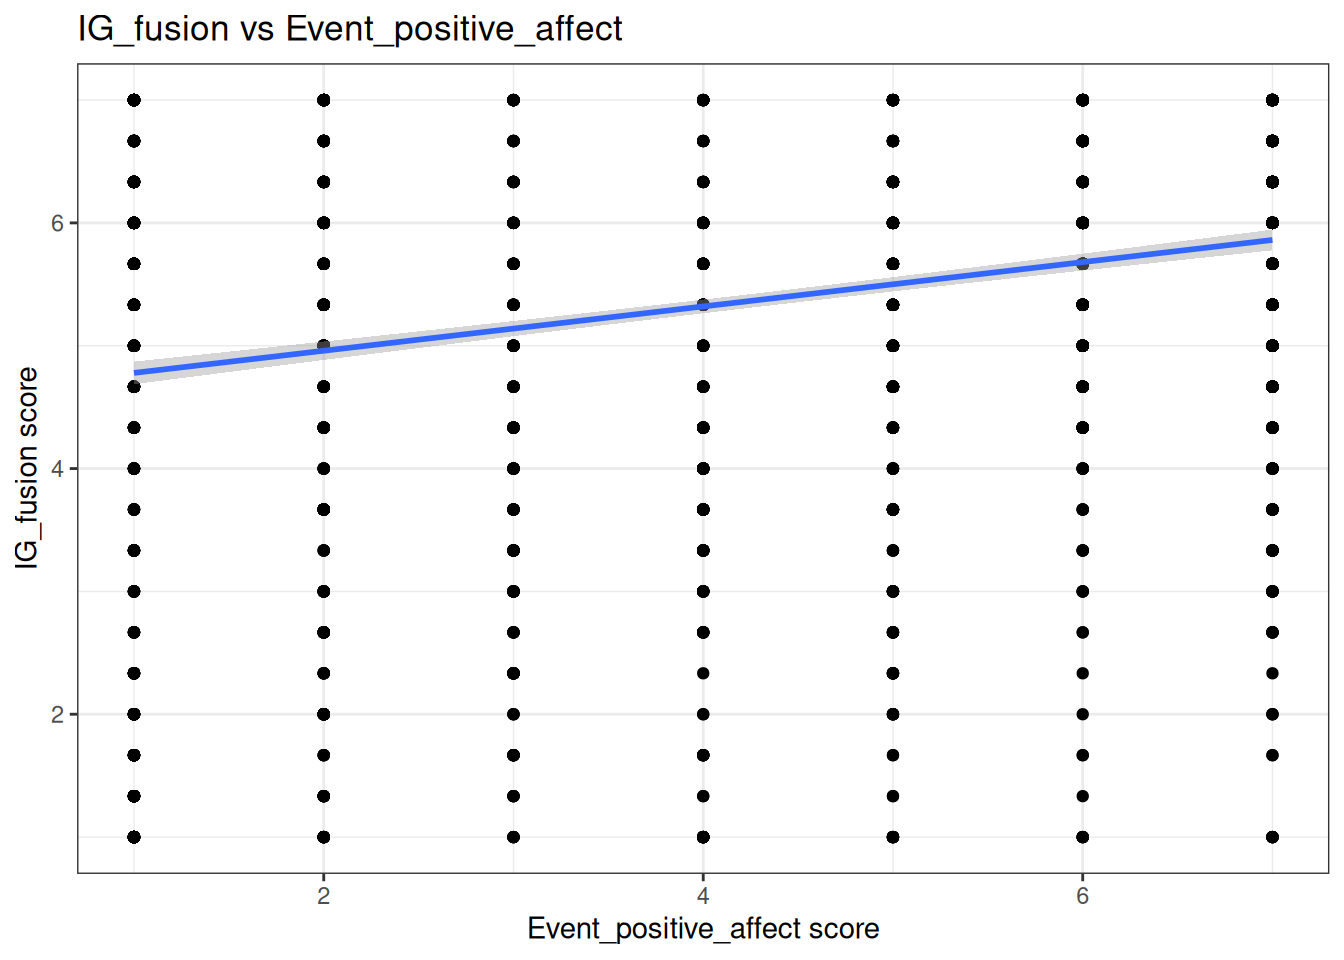 IG_fusion vs Event_positive_affect
6
4
2
IG_fusion score
2 4 6
Event_positive_affect score